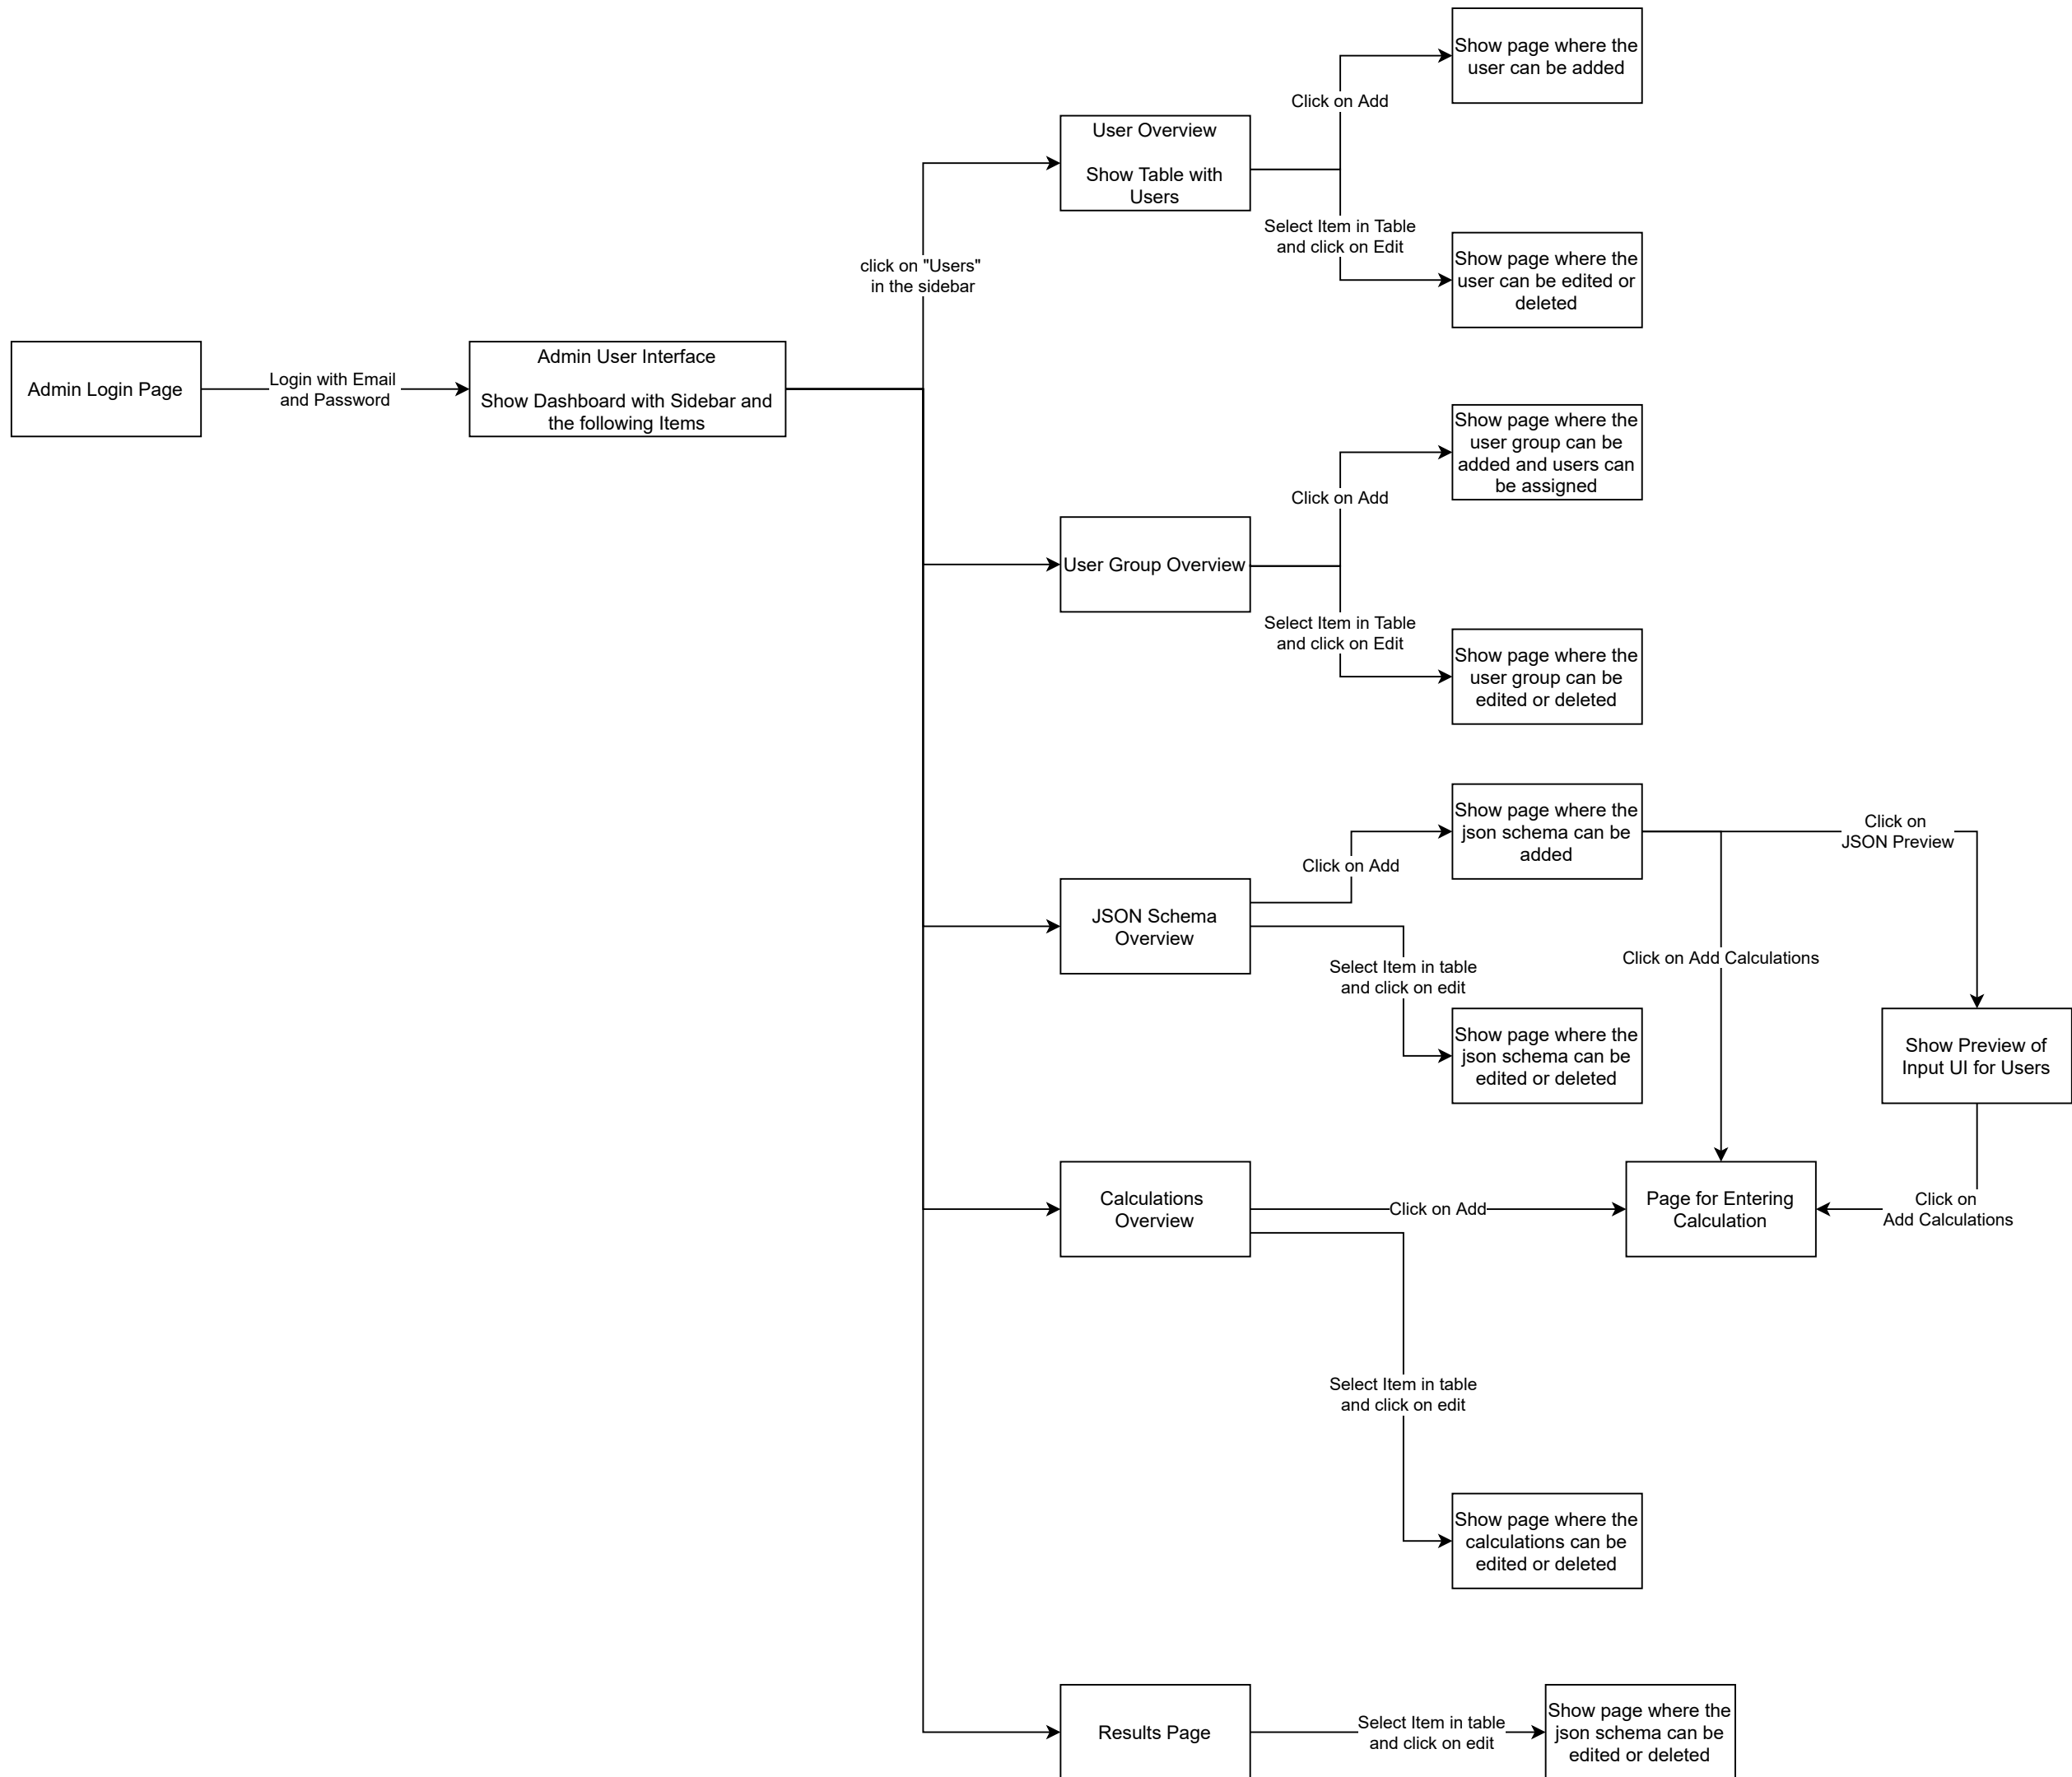 Show page where the
user can be added
Click on Add
User Overview
Show Table with
Users
Select Item in Table
and click on Edit
Show page where the
user can be edited or
deleted
click on "Users"
in the sidebar
Admin Login Page
Login with Email
and Password
Admin User Interface
Show Dashboard with Sidebar and
the following Items
Show page where the
user group can be
added and users can
be assigned
Click on Add
User Group Overview
Select Item in Table
and click on Edit
Show page where the
user group can be
edited or deleted
Show page where the
json schema can be
added
Click on
JSON Preview
Click on Add
JSON Schema
Overview
Click on Add Calculations
Select Item in table
and click on edit
Show page where the
json schema can be
edited or deleted
Show Preview of
Input UI for Users
Calculations
Overview
Click on Add
Page for Entering
Calculation
Click on
Add Calculations
Select Item in table
and click on edit
Show page where the
calculations can be
edited or deleted
Results Page
Select Item in table
and click on edit
Show page where the
json schema can be
edited or deleted